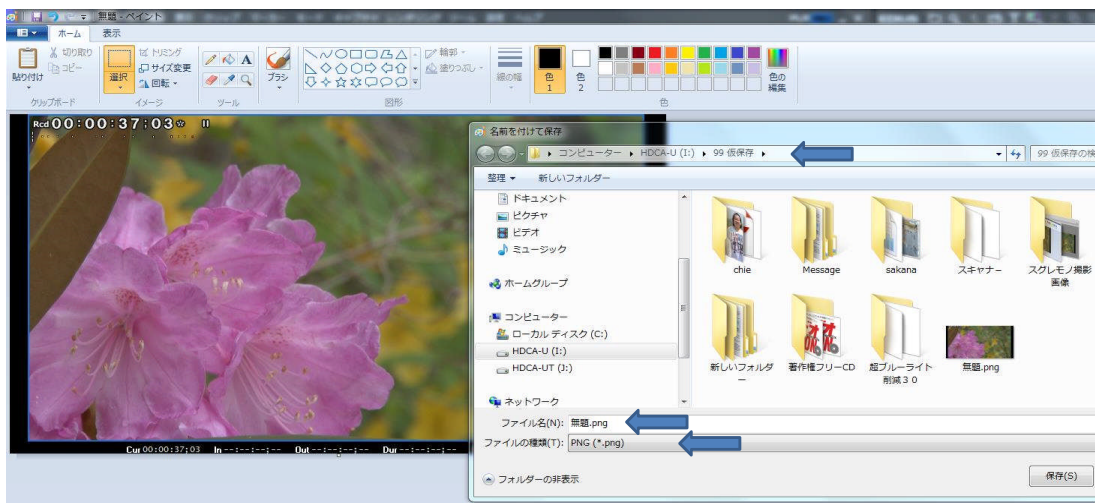 無題 - ペイント
ホーム 表示
貼り付け
切り取り
コピー
クリップボード
選択
トリミング
サイズ変更
回転
イメージ
A
ツール
ブラシ
輪郭
塗りつぶし
図形
線の幅
色
1
色
2
色の
編集
色
Rcd 00:00:37;03
Cur 00:00:37;03 In --:--:--;-- Out --:--:--;-- Dur --:--:--;--
名前を付けて保存
コンピューター HDCA-U (I:) 99 仮保存
99 仮保存の検
整理 新しいフォルダー
ドキュメント
ピクチャ
ビデオ
ミュージック
ホームグループ
コンピューター
ローカル ディスク (C:)
HDCA-U (I:)
HDCA-UT (J:)
ネットワーク
chie
Message
sakana
スキャナー
スグレモノ撮影
画像
新しいフォルダ
ー
著作権フリーCD
超ブルーライト
削減30
無題.png
ファイル名(N): 無題.png
ファイルの種類(T): PNG (*.png)
フォルダーの非表示
保存(S)